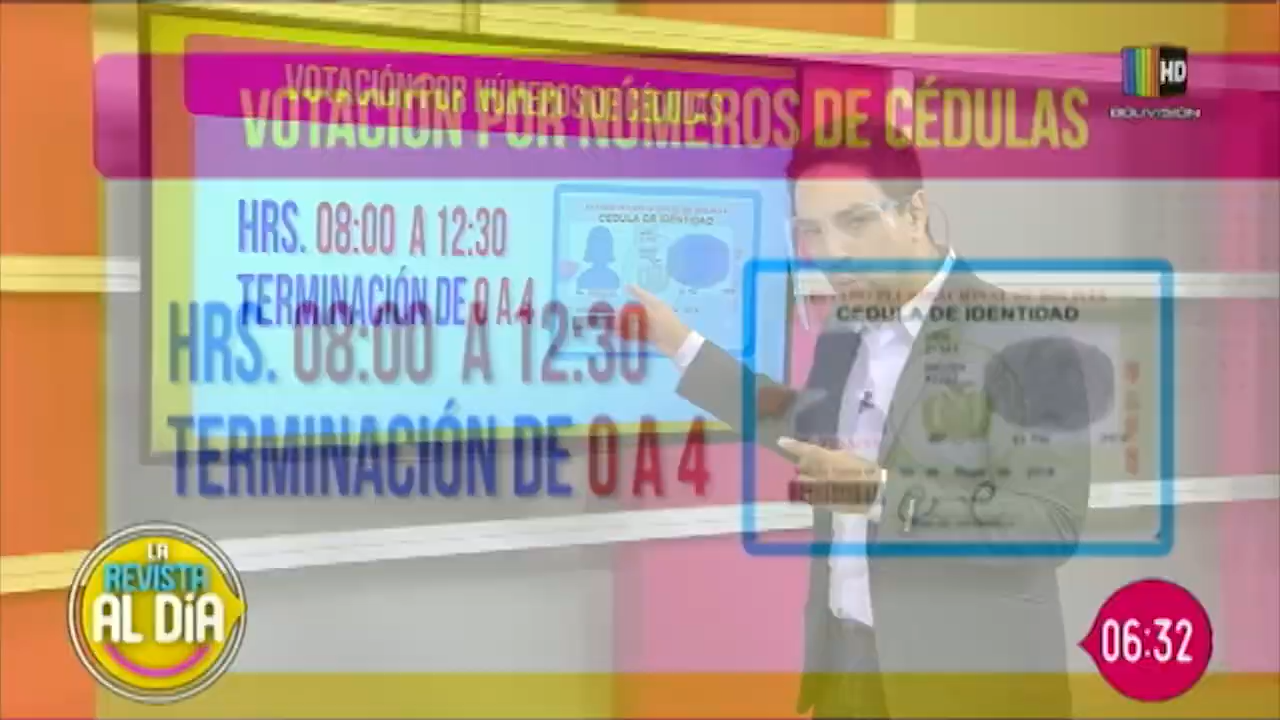 HD
BOLIVISIÓN
VOTACIÓN POR NÚMEROS DE CÉDULAS
VOTACIÓN POR NÚMEROS DE CÉDULAS
HRS. 08:00 A 12:30
TERMINACIÓN DE 0 A 4
CEDULA DE IDENTIDAD
HRS. 08:00 A 12:30
TERMINACIÓN DE 0 A 4
CEDULA DE IDENTIDAD
LA
REVISTA
AL DÍA
06:32